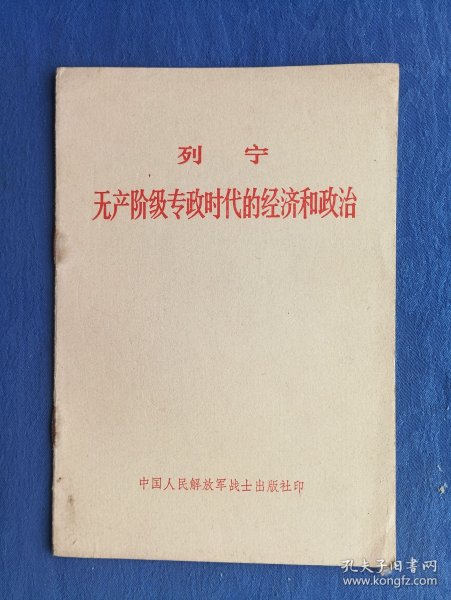 列 宁
无产阶级专政时代的经济和政治
中国人民解放军战士出版社印
孔夫子旧书网
www.kongfz.com